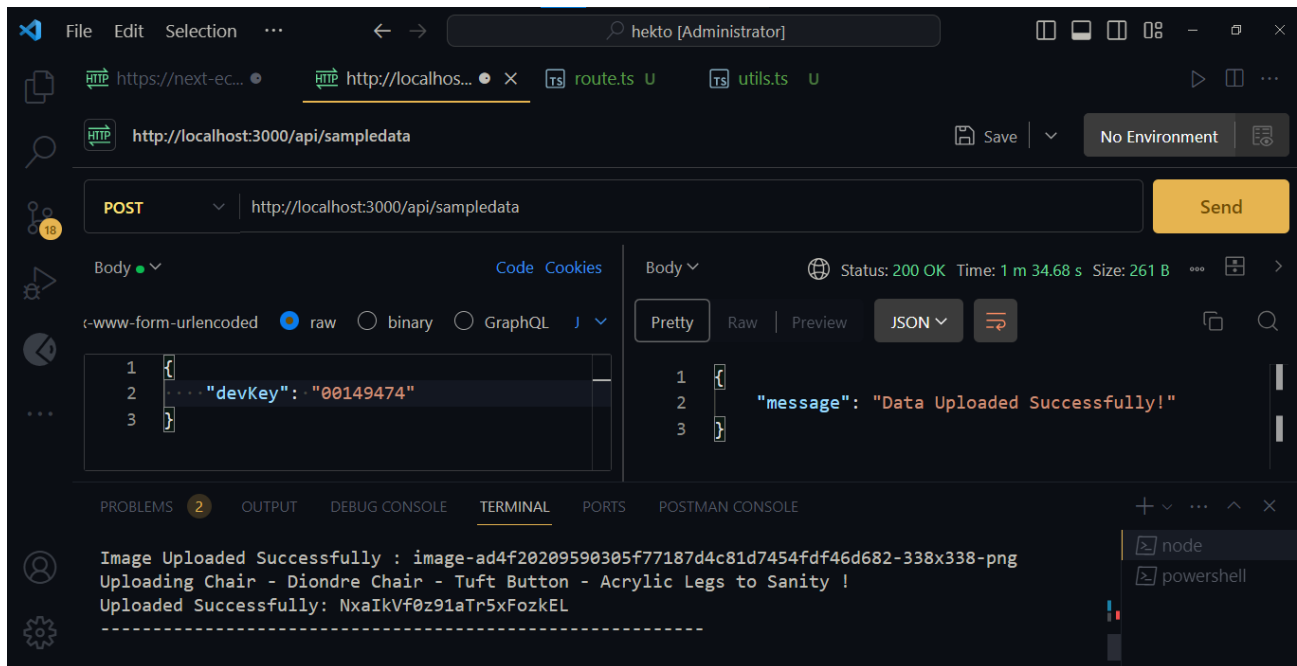 File Edit Selection ··· hekto [Administrator]
HTTP https://next-ec... HTTP http://localhos... TS route.ts U TS utils.ts U
HTTP http://localhost:3000/api/sampledata Save No Environment
POST http://localhost:3000/api/sampledata Send
18
Body Code Cookies
-www-form-urlencoded raw binary GraphQL J
1 {
2 ····"devKey":·"00149474"
3 }
Body Status: 200 OK Time: 1 m 34.68 s Size: 261 B
Pretty Raw Preview JSON
1 {
2 "message": "Data Uploaded Successfully!"
3 }
PROBLEMS 2 OUTPUT DEBUG CONSOLE TERMINAL PORTS POSTMAN CONSOLE
Image Uploaded Successfully : image-ad4f20209590305f77187d4c81d7454fdf46d682-338x338-png
Uploading Chair - Diondre Chair - Tuft Button - Acrylic Legs to Sanity !
Uploaded Successfully: NxaIkVf0z91aTr5xFozkEL
----------------------------------------------------------
node
powershell